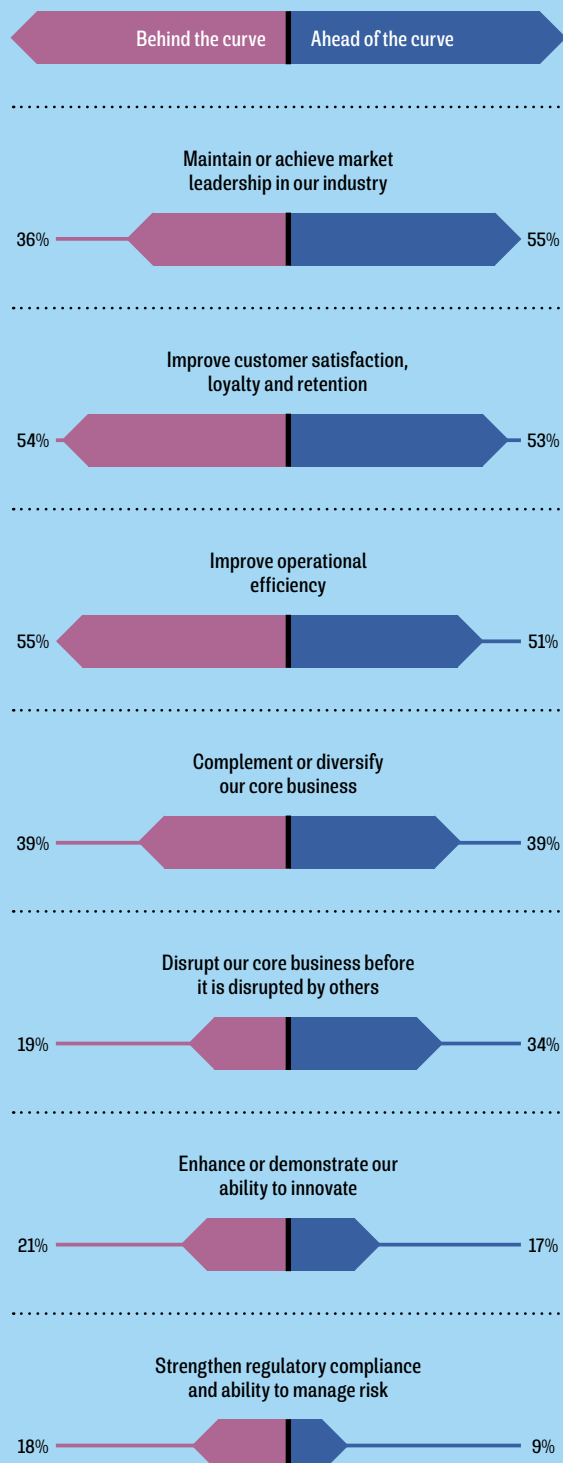 Behind the curve
Ahead of the curve
Maintain or achieve market
leadership in our industry
36%
55%
Improve customer satisfaction,
loyalty and retention
54%
53%
Improve operational
efficiency
55%
51%
Complement or diversify
our core business
39%
39%
Disrupt our core business before
it is disrupted by others
19%
34%
Enhance or demonstrate our
ability to innovate
21%
17%
Strengthen regulatory compliance
and ability to manage risk
18%
9%